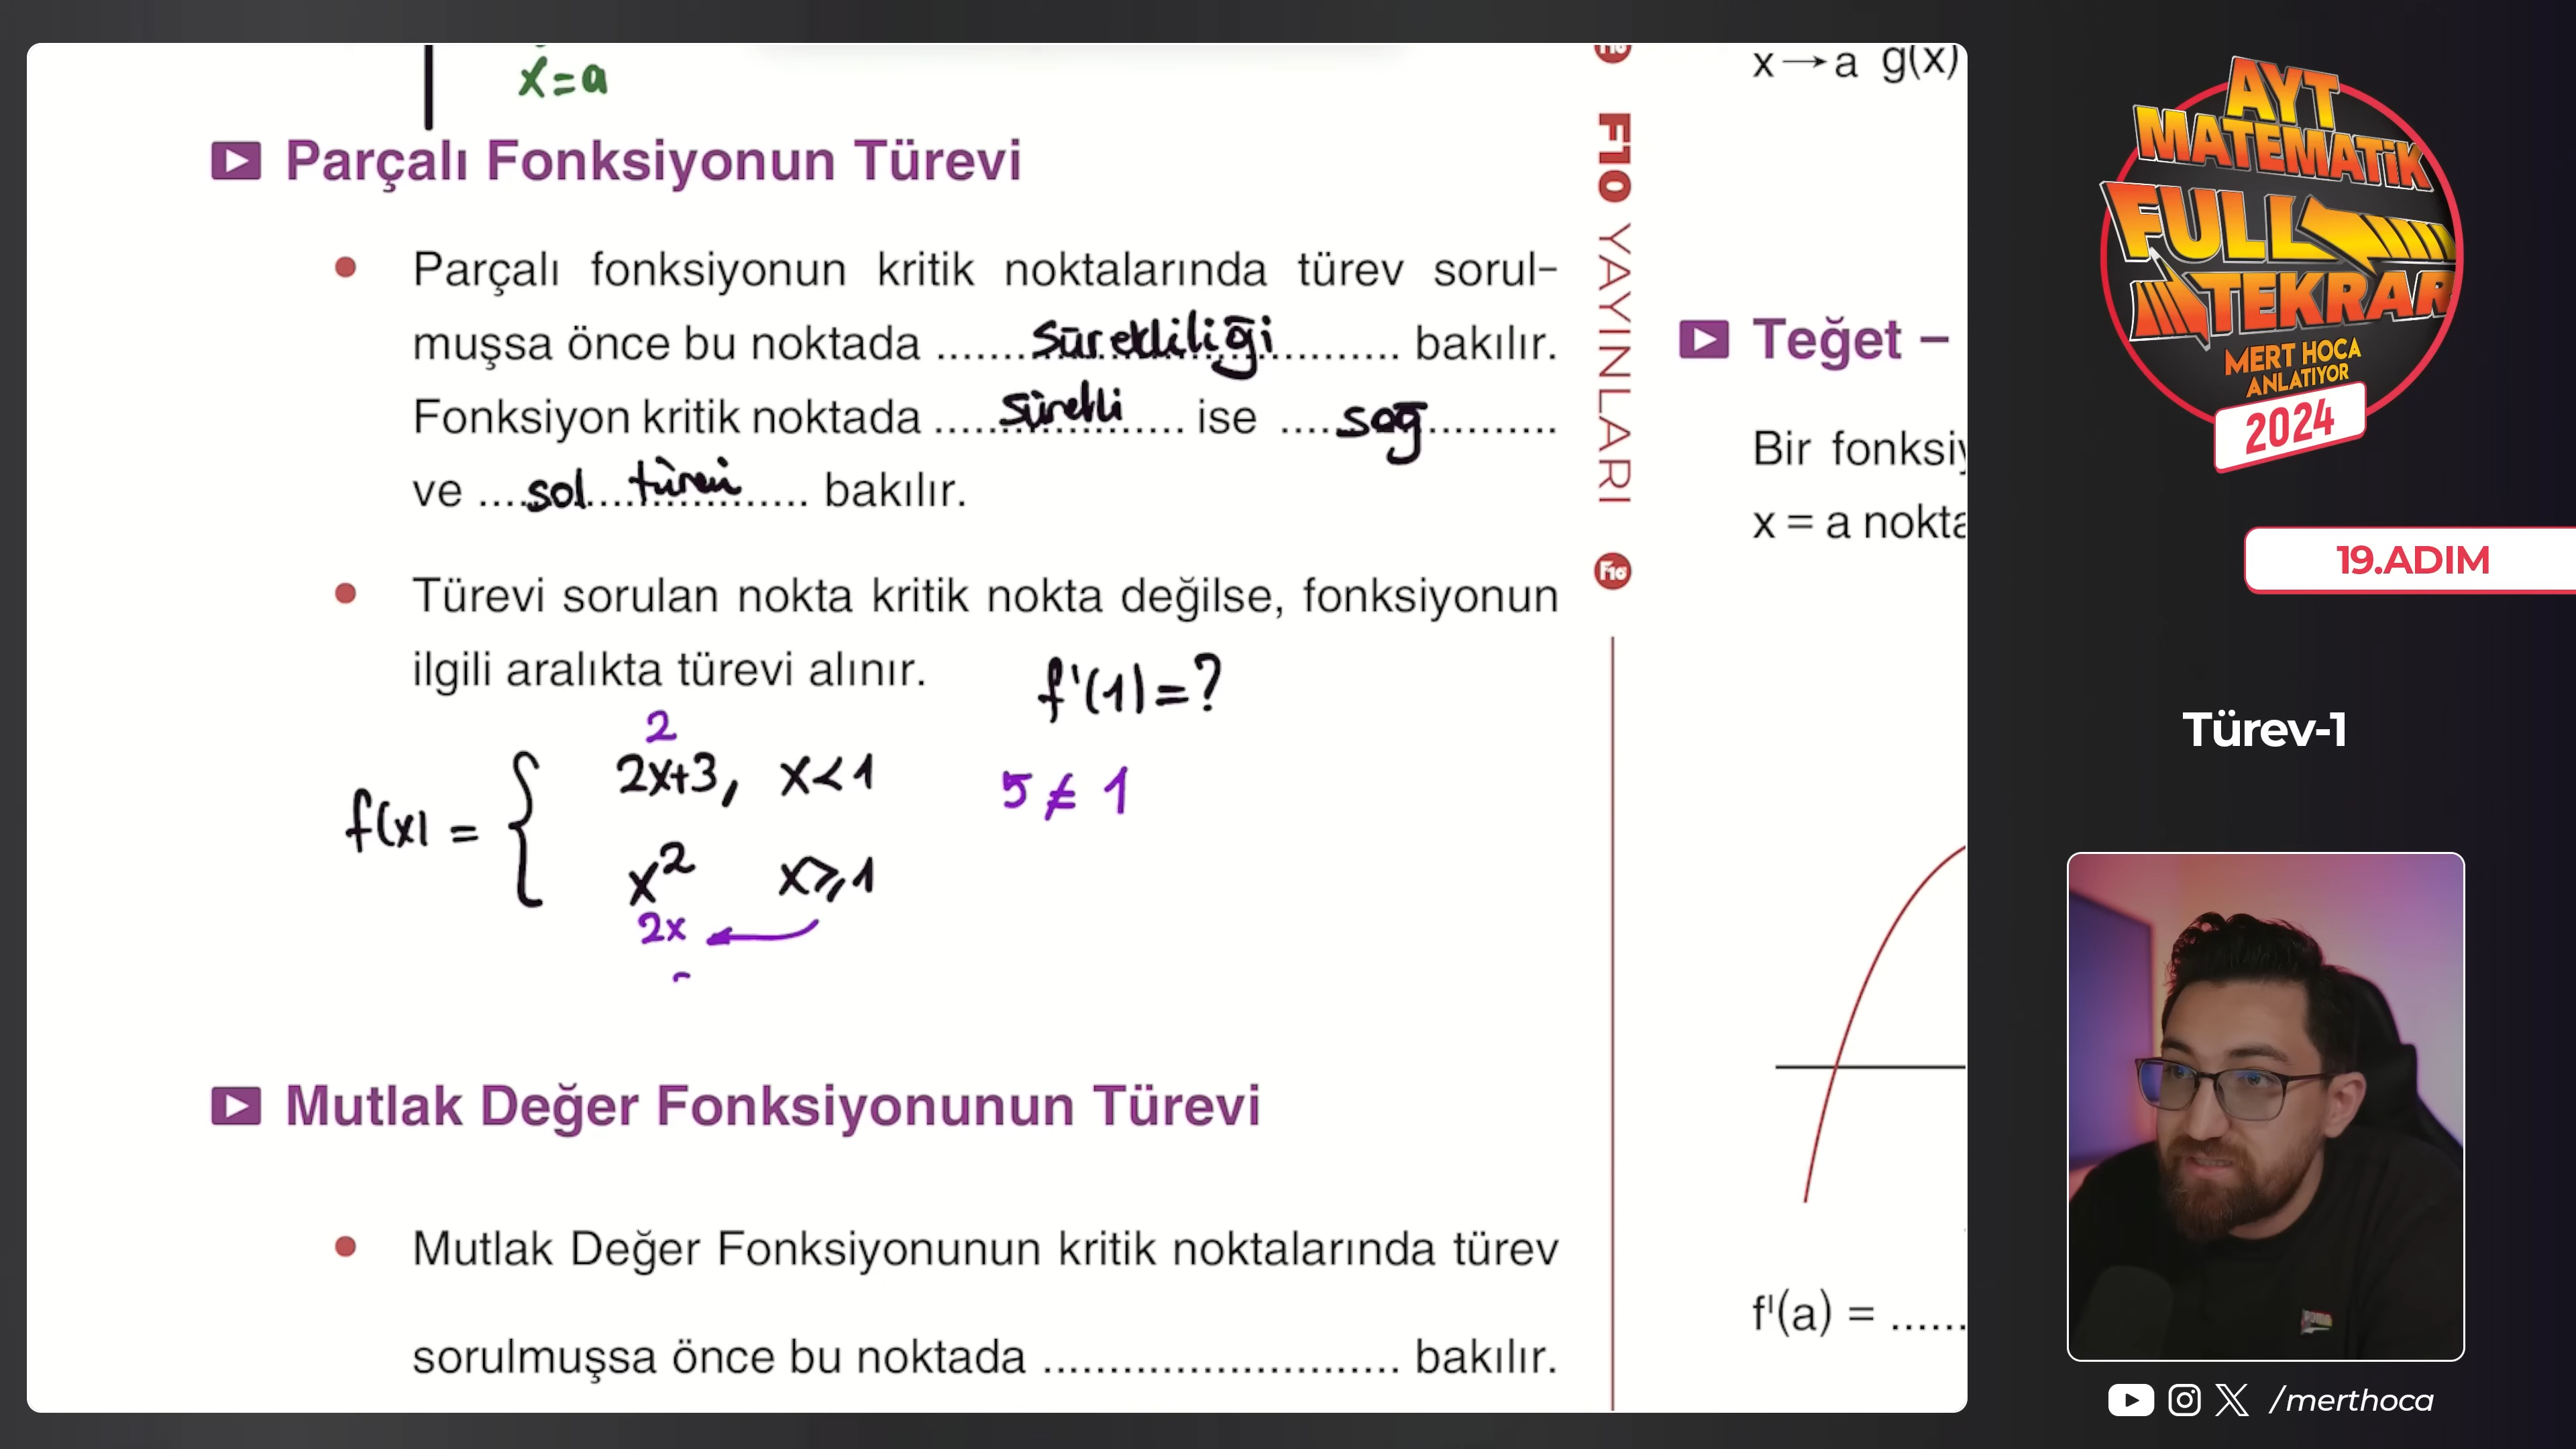 x=a
Parçalı Fonksiyonun Türevi
Parçalı fonksiyonun kritik noktalarında türev sorul-
muşsa önce bu noktada ....... sürekliliği ....... bakılır.
Fonksiyon kritik noktada ..... sürekli ..... ise .... sağ ..........
ve .... sol türevi ..... bakılır.
Türevi sorulan nokta kritik nokta değilse, fonksiyonun
ilgili aralıkta türevi alınır.
f'(1)=?
2
2x+3, x<1
5 ≠ 1
f(x) = {
x² x⩾1
2x
Mutlak Değer Fonksiyonunun Türevi
Mutlak Değer Fonksiyonunun kritik noktalarında türev
sorulmuşsa önce bu noktada ........................... bakılır.
F10 YAYINLARI
F10
x→a g(x)
Teğet –
Bir fonksiy
x = a nokta
f'(a) = ......
AYT
MATEMATİK
FULL
TEKRAR
MERT HOCA
ANLATIYOR
2024
19.ADIM
Türev-1
/merthoca